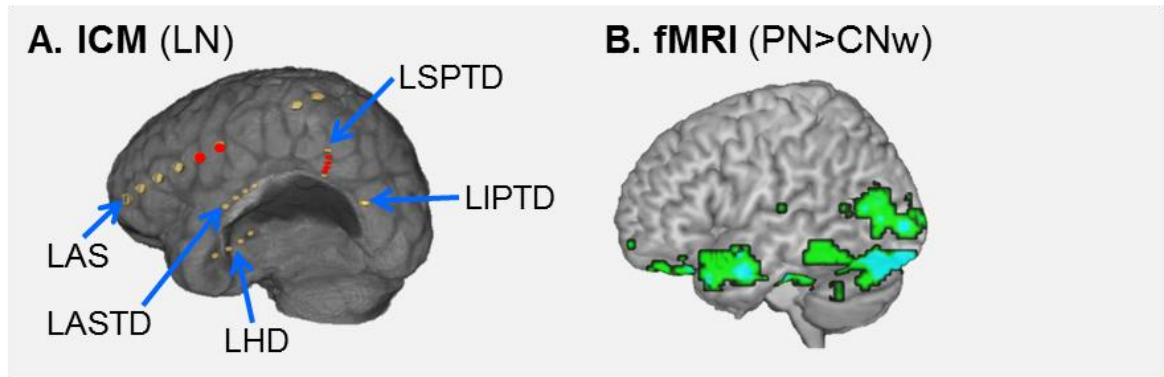 A. ICM (LN)
B. fMRI (PN>CNw)
LSPTD
LIPTD
LAS
LASTD
LHD